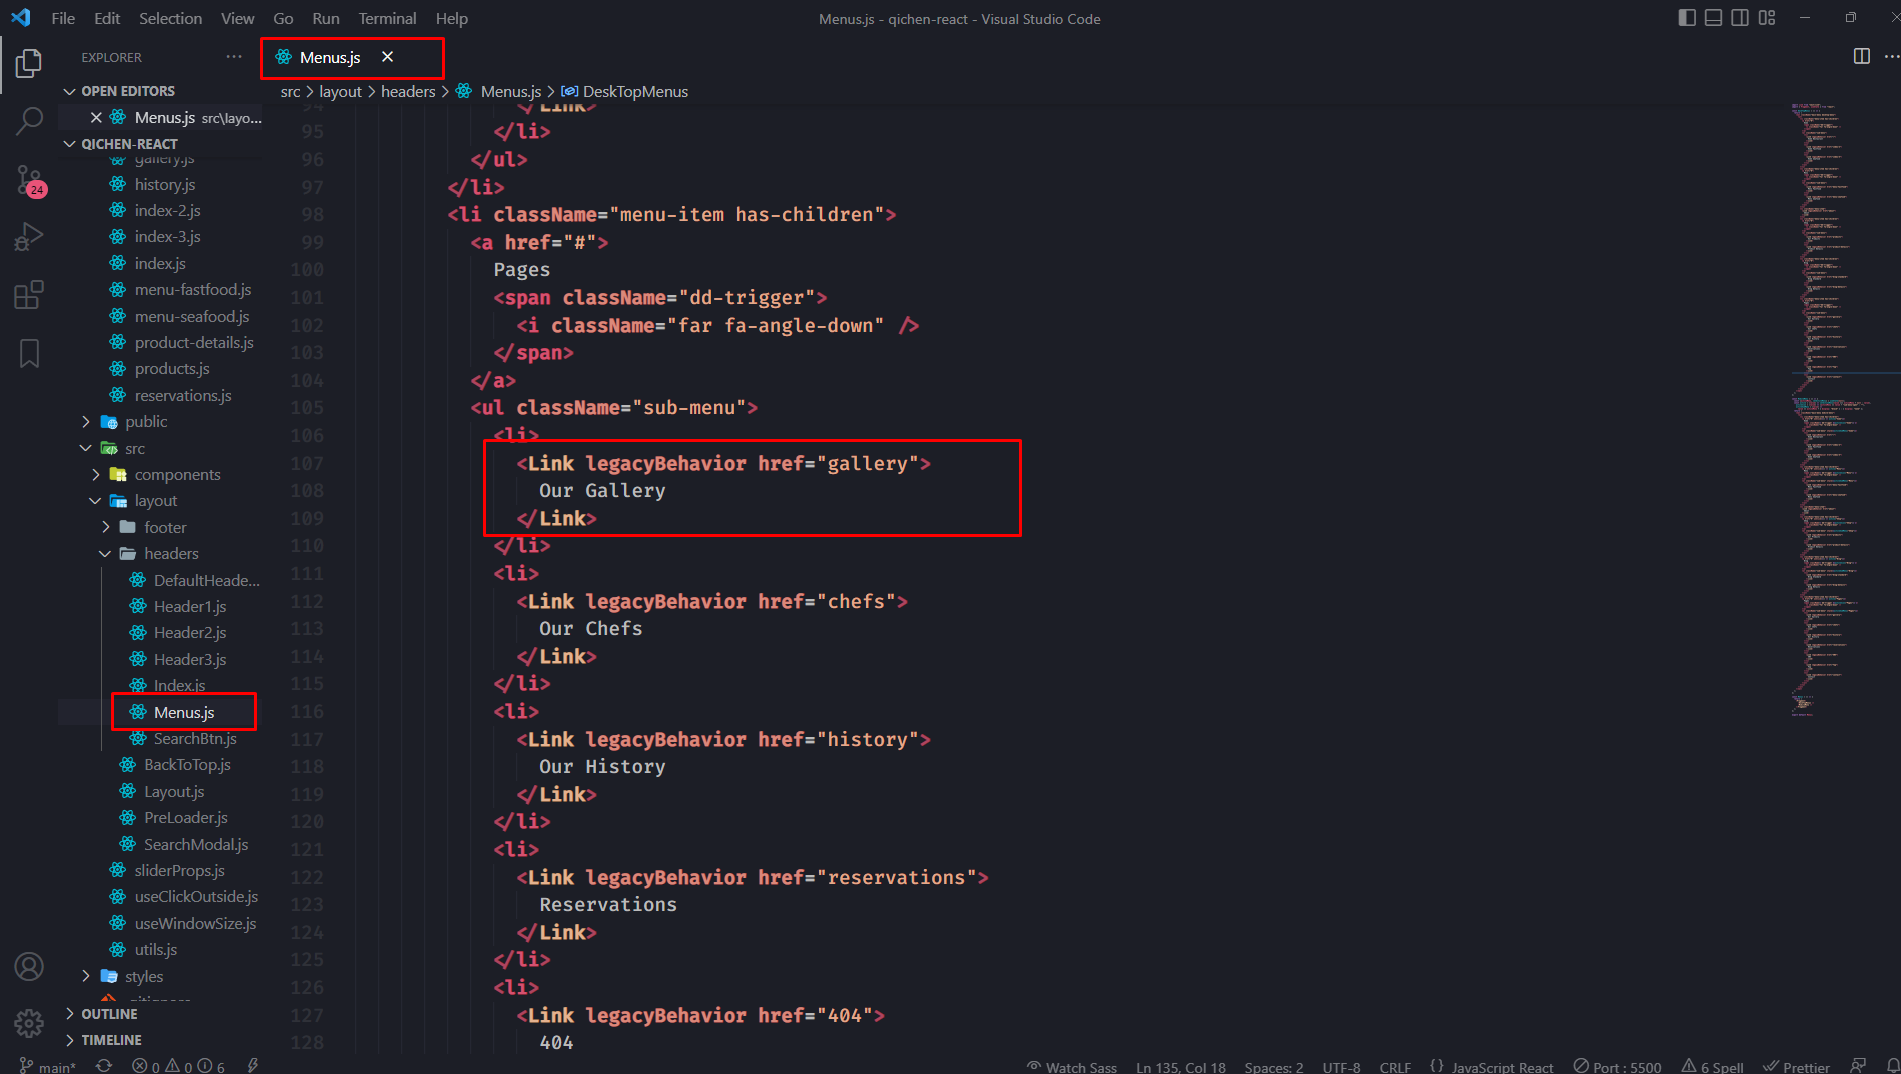 File Edit Selection View Go Run Terminal Help
Menus.js - qichen-react - Visual Studio Code
EXPLORER
Menus.js
OPEN EDITORS
Menus.js src\layo...
QICHEN-REACT
gallery.js
history.js
index-2.js
index-3.js
index.js
menu-fastfood.js
menu-seafood.js
product-details.js
products.js
reservations.js
public
src
components
layout
footer
headers
DefaultHeade...
Header1.js
Header2.js
Header3.js
Index.js
Menus.js
SearchBtn.js
BackToTop.js
Layout.js
PreLoader.js
SearchModal.js
sliderProps.js
useClickOutside.js
useWindowSize.js
utils.js
styles
.gitignore
OUTLINE
TIMELINE
24
src > layout > headers > Menus.js > DeskTopMenus
94 </Link>
95 </li>
96 </ul>
97 </li>
98 <li className="menu-item has-children">
99 <a href="#">
100 Pages
101 <span className="dd-trigger">
102 <i className="far fa-angle-down" />
103 </span>
104 </a>
105 <ul className="sub-menu">
106 <li>
107 <Link legacyBehavior href="gallery">
108 Our Gallery
109 </Link>
110 </li>
111 <li>
112 <Link legacyBehavior href="chefs">
113 Our Chefs
114 </Link>
115 </li>
116 <li>
117 <Link legacyBehavior href="history">
118 Our History
119 </Link>
120 </li>
121 <li>
122 <Link legacyBehavior href="reservations">
123 Reservations
124 </Link>
125 </li>
126 <li>
127 <Link legacyBehavior href="404">
128 404
main* 0 0 6 Watch Sass Ln 135, Col 18 Spaces: 2 UTF-8 CRLF {} JavaScript React Port : 5500 6 Spell Prettier